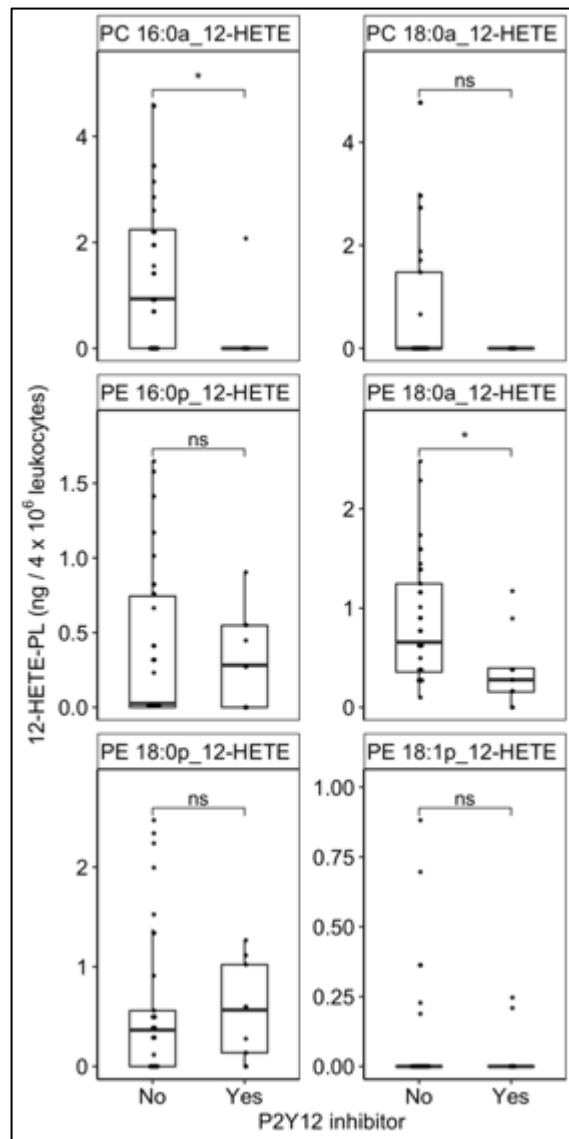 PC 16:0a_12-HETE
PC 18:0a_12-HETE
*
ns
4
2
0
4
2
0
PE 16:0p_12-HETE
PE 18:0a_12-HETE
ns
*
1.5
1.0
0.5
0.0
2
1
0
PE 18:0p_12-HETE
PE 18:1p_12-HETE
ns
ns
2
1
0
1.00
0.75
0.50
0.25
0.00
12-HETE-PL (ng / 4 x 10⁶ leukocytes)
No
Yes
No
Yes
P2Y12 inhibitor